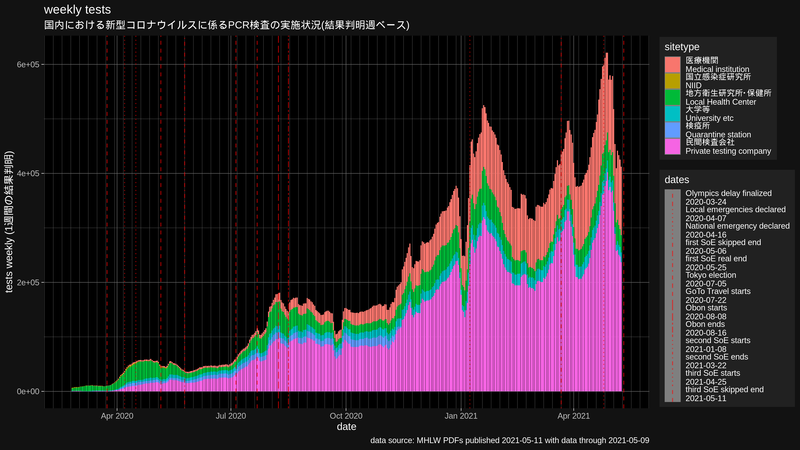 weekly tests
国内における新型コロナウイルスに係るPCR検査の実施状況(結果判明週ベース)
tests weekly (1週間の結果判明)
6e+05
4e+05
2e+05
0e+00
Apr 2020
Jul 2020
Oct 2020
Jan 2021
Apr 2021
date
data source: MHLW PDFs published 2021-05-11 with data through 2021-05-09
sitetype
医療機関
Medical institution
国立感染症研究所
NIID
地方衛生研究所・保健所
Local Health Center
大学等
University etc
検疫所
Quarantine station
民間検査会社
Private testing company
dates
Olympics delay finalized
2020-03-24
Local emergencies declared
2020-04-07
National emergency declared
2020-04-16
first SoE skipped end
2020-05-06
first SoE real end
2020-05-25
Tokyo election
2020-07-05
GoTo Travel starts
2020-07-22
Obon starts
2020-08-08
Obon ends
2020-08-16
second SoE starts
2021-01-08
second SoE ends
2021-03-22
third SoE starts
2021-04-25
third SoE skipped end
2021-05-11